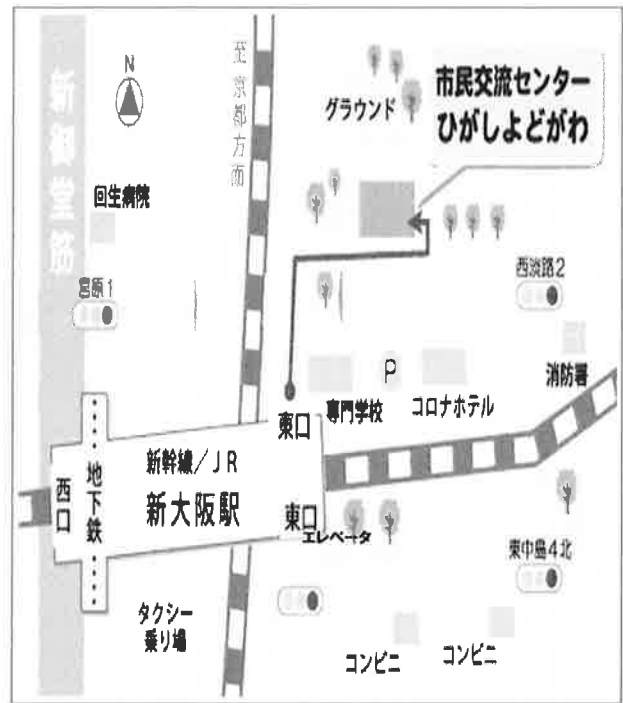 N
至京都方面
新御堂筋
グラウンド
市民交流センター
ひがしよどがわ
回生病院
宮原1
西淡路2
消防署
P
専門学校
コロナホテル
東口
新幹線/JR
新大阪駅
西口
地下鉄
東口
エレベータ
東中島4北
タクシー
乗り場
コンビニ
コンビニ